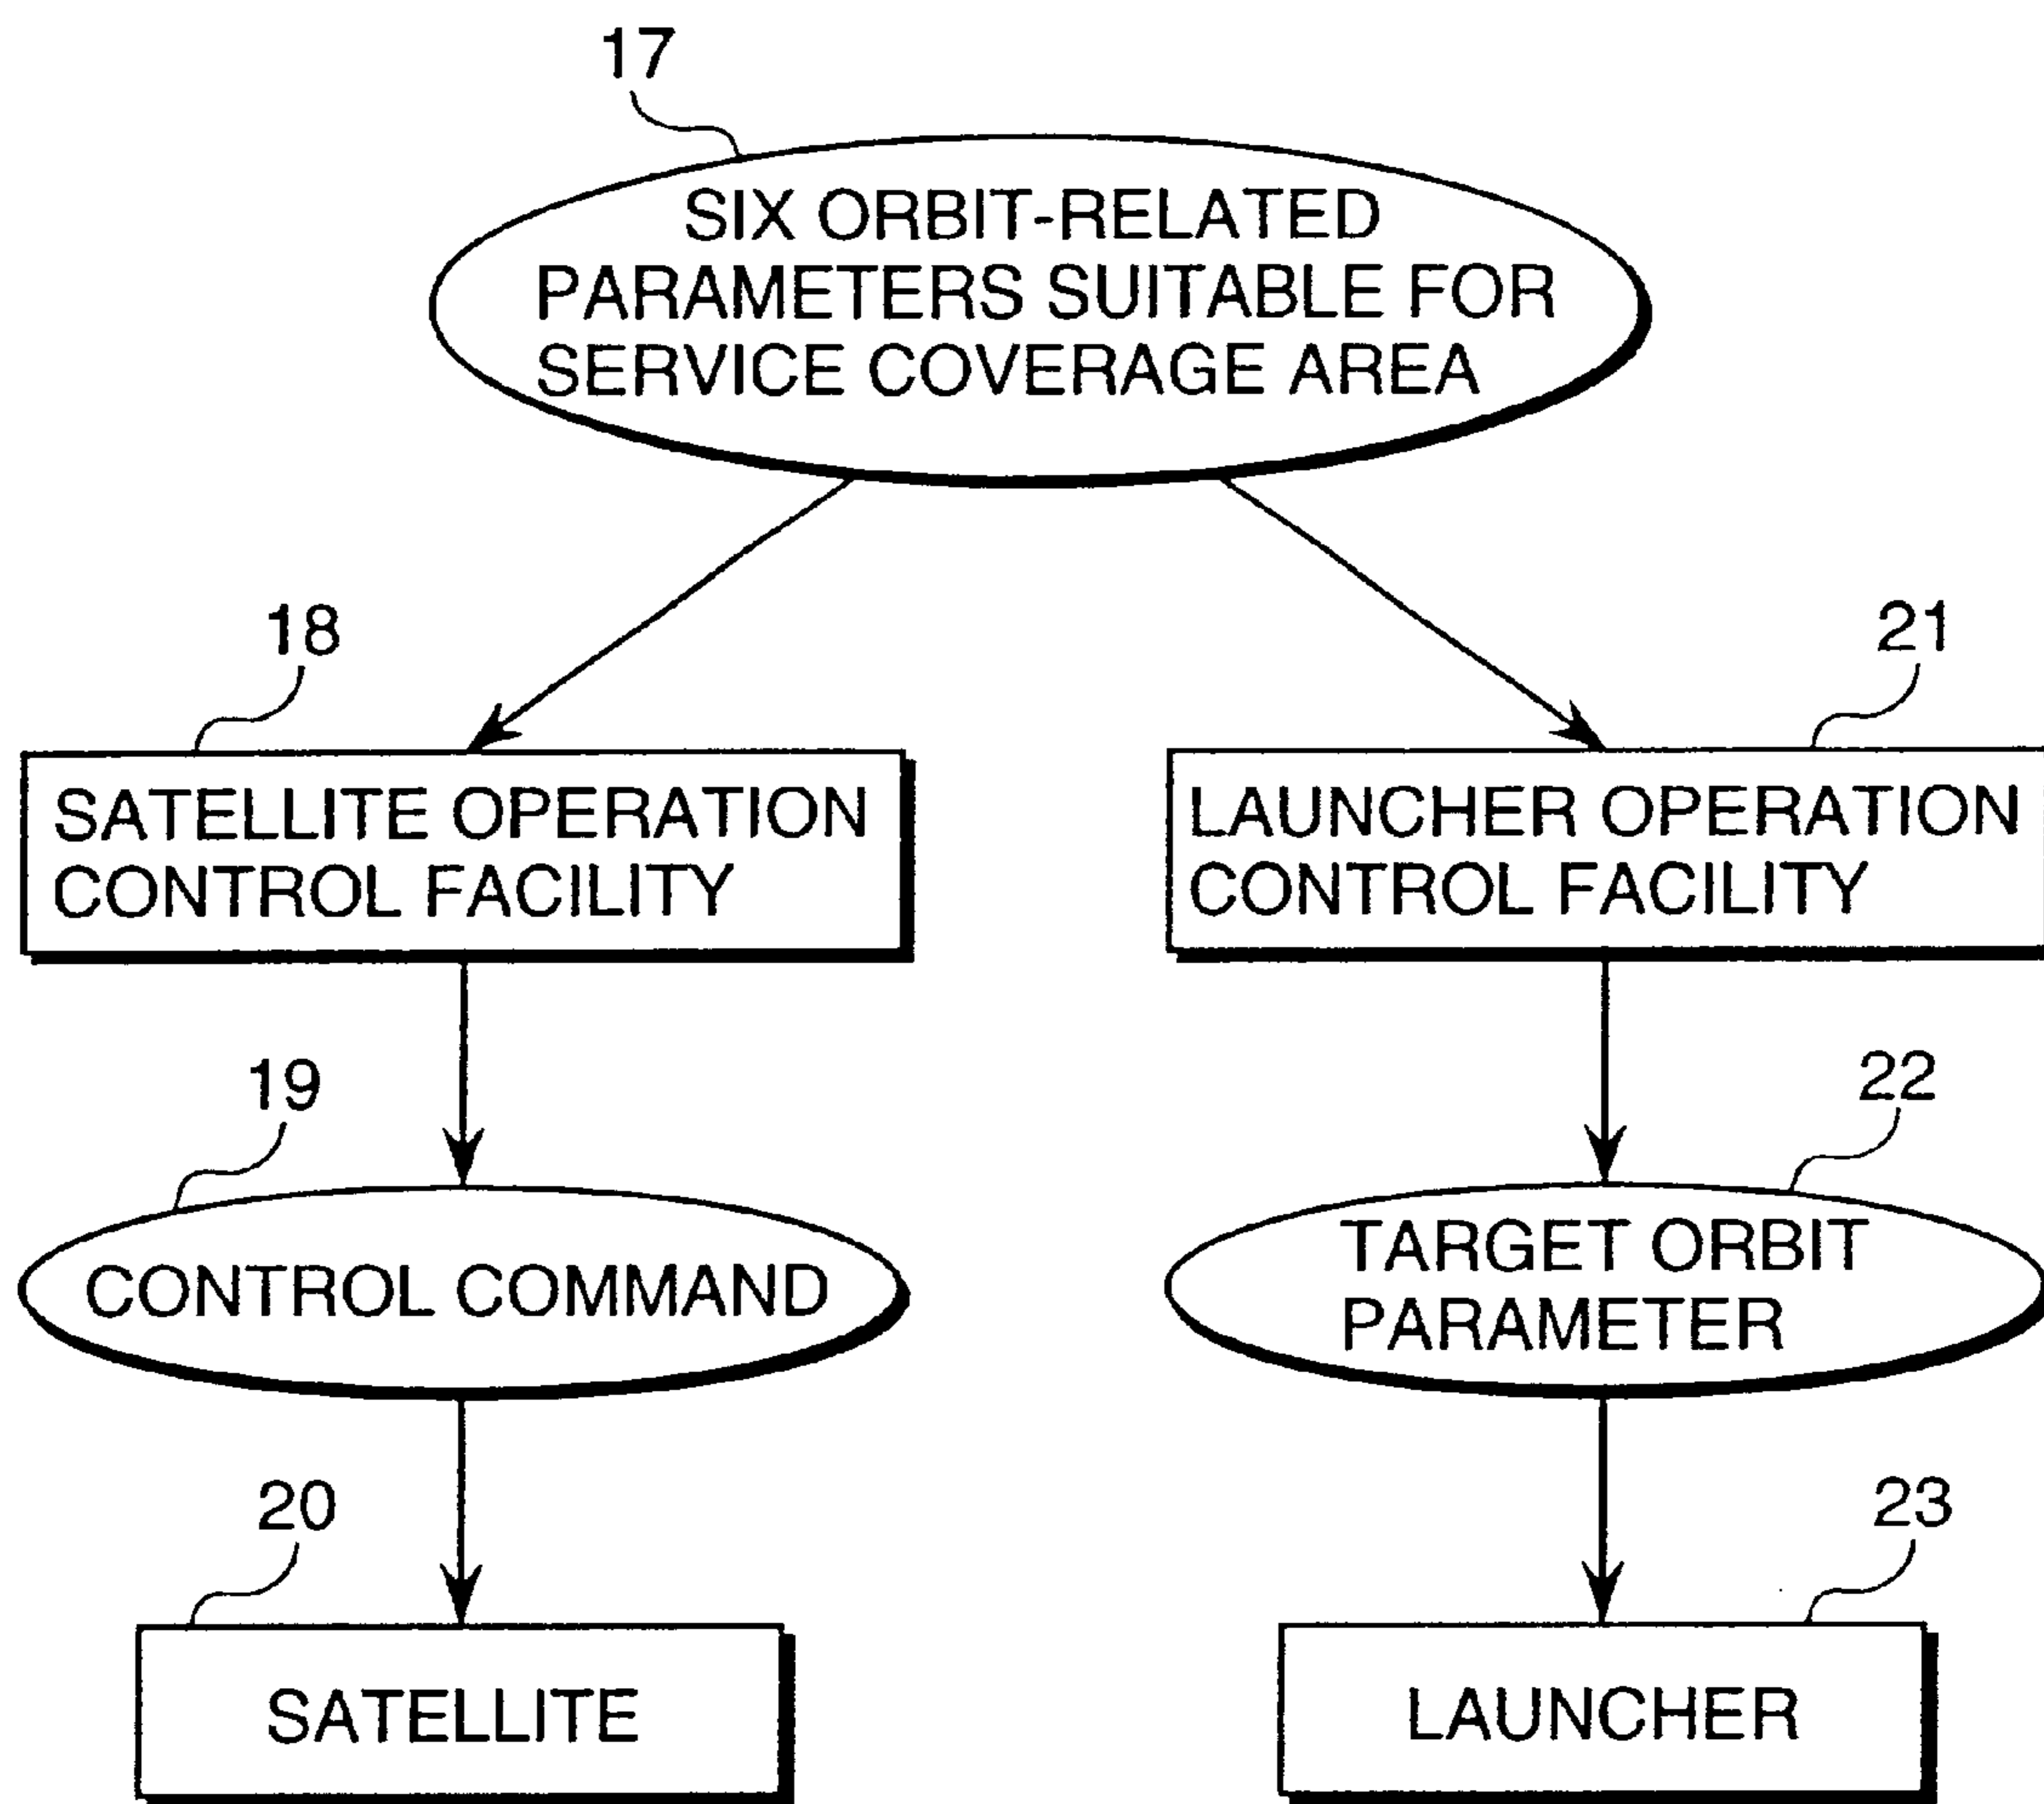 17
SIX ORBIT-RELATED
PARAMETERS SUITABLE FOR
SERVICE COVERAGE AREA
18
SATELLITE OPERATION
CONTROL FACILITY
21
LAUNCHER OPERATION
CONTROL FACILITY
19
CONTROL COMMAND
22
TARGET ORBIT
PARAMETER
20
SATELLITE
23
LAUNCHER